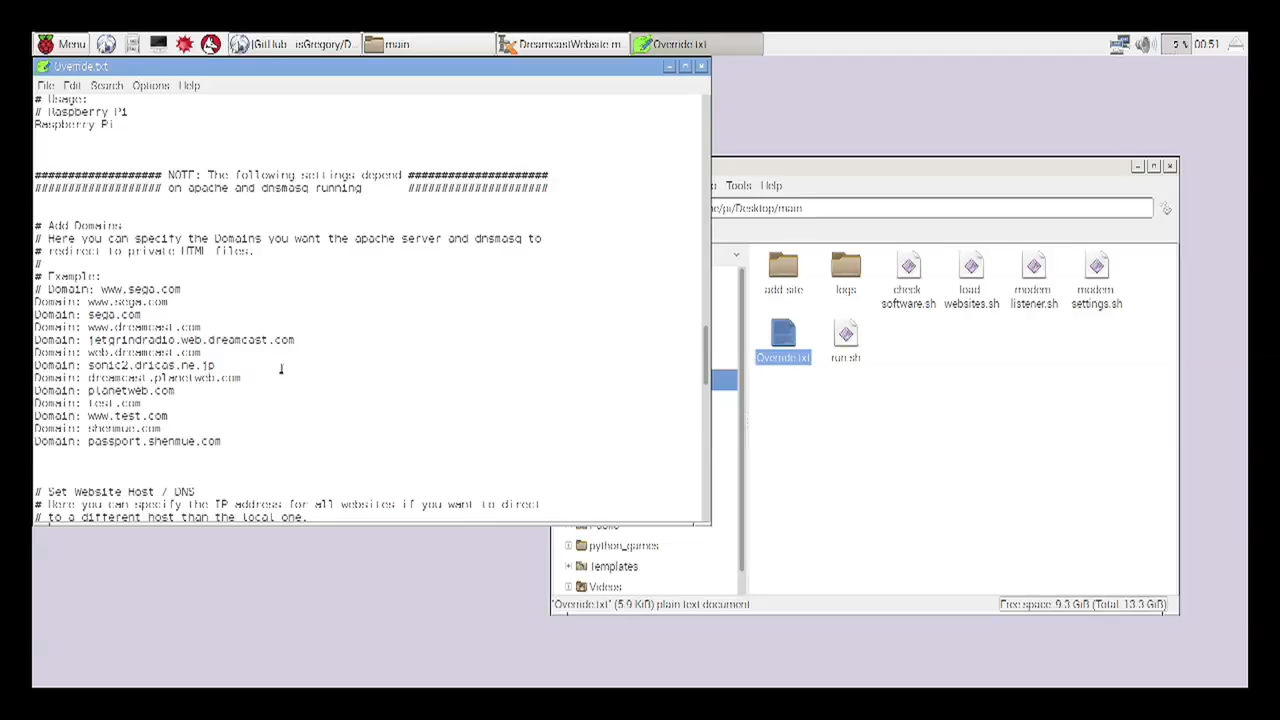 Menu
[GitHub - isGregory/D...
main
DreamcastWebsite.m
Override.txt
00:51
Override.txt
File Edit Search Options Help
# Usage:
# Raspberry Pi
Raspberry Pi
################### NOTE: The following settings depend #####################
################### on apache and dnsmasq running #####################
# Add Domains
# Here you can specify the Domains you want the apache server and dnsmasq to
# redirect to private HTML files.
#
# Example:
# Domain: www.sega.com
Domain: www.sega.com
Domain: sega.com
Domain: www.dreamcast.com
Domain: jetgrindradio.web.dreamcast.com
Domain: web.dreamcast.com
Domain: sonic2.dricas.ne.jp
Domain: dreamcast.planetweb.com
Domain: planetweb.com
Domain: test.com
Domain: www.test.com
Domain: shenmue.com
Domain: passport.shenmue.com
# Set Website Host / DNS
# Here you can specify the IP address for all websites if you want to direct
# to a different host than the local one.
Tools Help
e/pi/Desktop/main
add site
logs
check software.sh
load websites.sh
modem listener.sh
modem settings.sh
Override.txt
run.sh
Public
python_games
Templates
Videos
"Override.txt" (5.9 KiB) plain text document
Free space: 9.3 GiB (Total: 13.3 GiB)